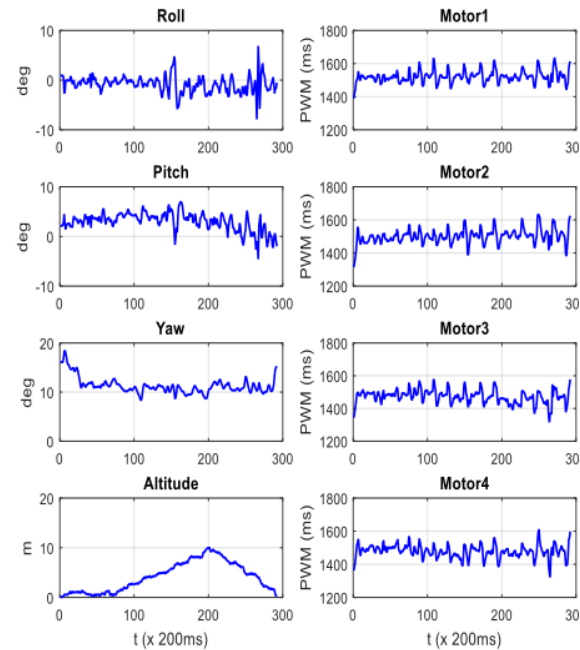 Roll
10
0
-10
deg
0 100 200 300
Motor1
1800
1600
1400
1200
PWM (ms)
0 100 200 30
Pitch
10
0
-10
deg
0 100 200 300
Motor2
1800
1600
1400
1200
PWM (ms)
0 100 200 30
Yaw
20
10
0
deg
0 100 200 300
Motor3
1800
1600
1400
1200
PWM (ms)
0 100 200 30
Altitude
20
10
0
m
0 100 200 300
t (x 200ms)
Motor4
1800
1600
1400
1200
PWM (ms)
0 100 200 30
t (x 200ms)